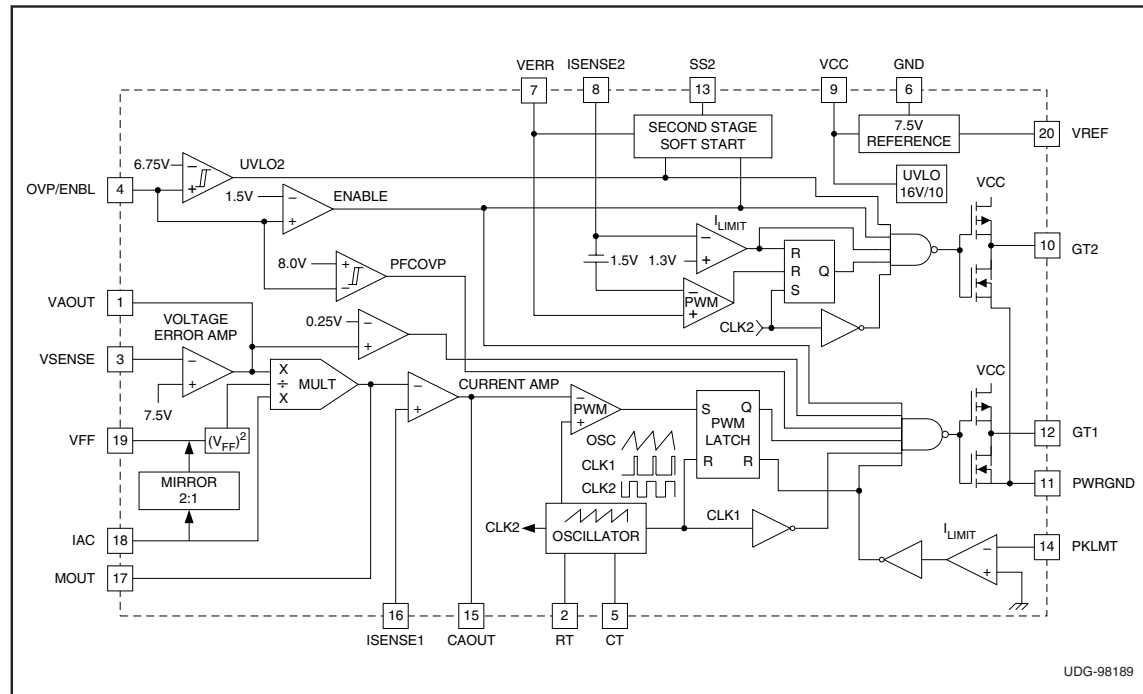 VERR
7
ISENSE2
8
SS2
13
VCC
9
GND
6
SECOND STAGE
SOFT START
7.5V
REFERENCE
20
VREF
UVLO
16V/10
6.75V
−
+
UVLO2
OVP/ENBL
4
1.5V
−
+
ENABLE
8.0V
+
−
PFCOVP
ILIMIT
−
+
1.5V
1.3V
R
R
S
Q
−
+
PWM
CLK2
VCC
10
GT2
VAOUT
1
VOLTAGE
ERROR AMP
0.25V
−
+
VSENSE
3
−
+
7.5V
X
÷
X
MULT
−
+
CURRENT AMP
−
+
PWM
OSC
CLK1
CLK2
S
Q
PWM
LATCH
R
R
VCC
12
GT1
VFF
19
(VFF)2
MIRROR
2:1
11
PWRGND
IAC
18
CLK2
OSCILLATOR
CLK1
ILIMIT
−
+
14
PKLMT
MOUT
17
16
ISENSE1
15
CAOUT
2
RT
5
CT
UDG-98189